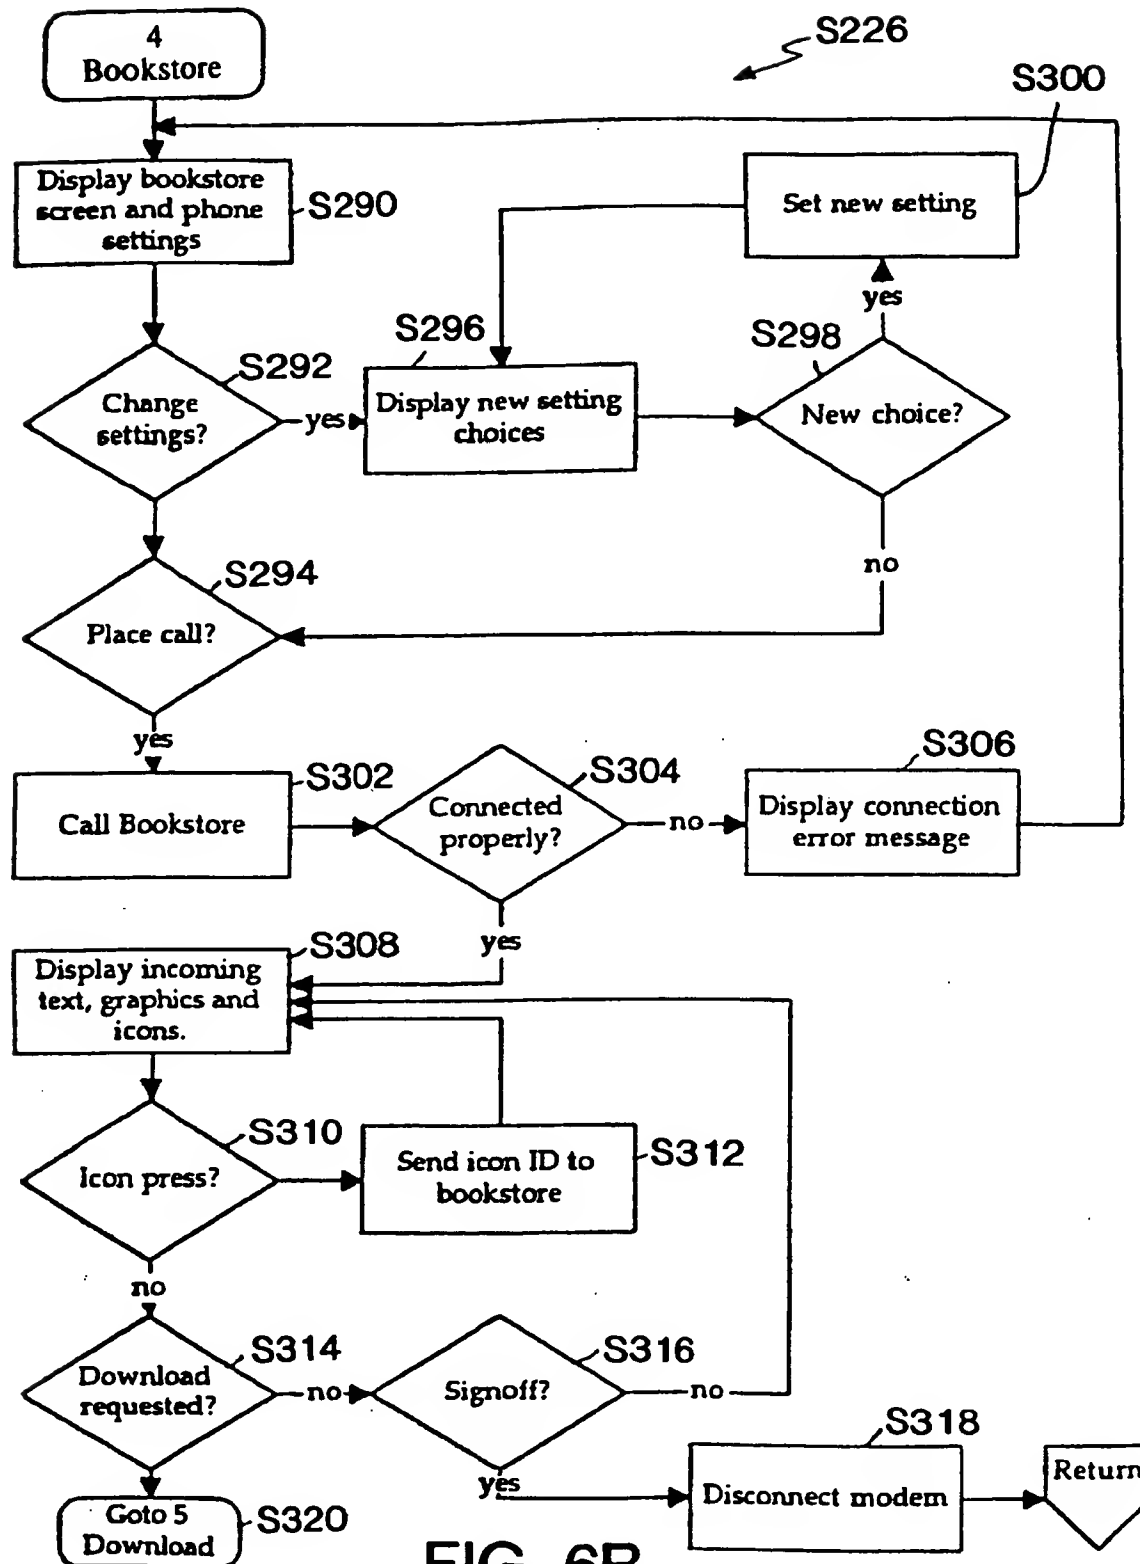 4
Bookstore
S226
S300
Display bookstore
screen and phone
settings
S290
Set new setting
yes
S296
S298
S292
Change
settings?
yes
Display new setting
choices
New choice?
no
S294
Place call?
yes
S302
Call Bookstore
S304
Connected
properly?
no
S306
Display connection
error message
yes
S308
Display incoming
text, graphics and
icons.
S310
Icon press?
Send icon ID to
bookstore
S312
no
S314
Download
requested?
no
S316
Signoff?
no
yes
S318
Disconnect modem
Return
Goto 5
Download
S320